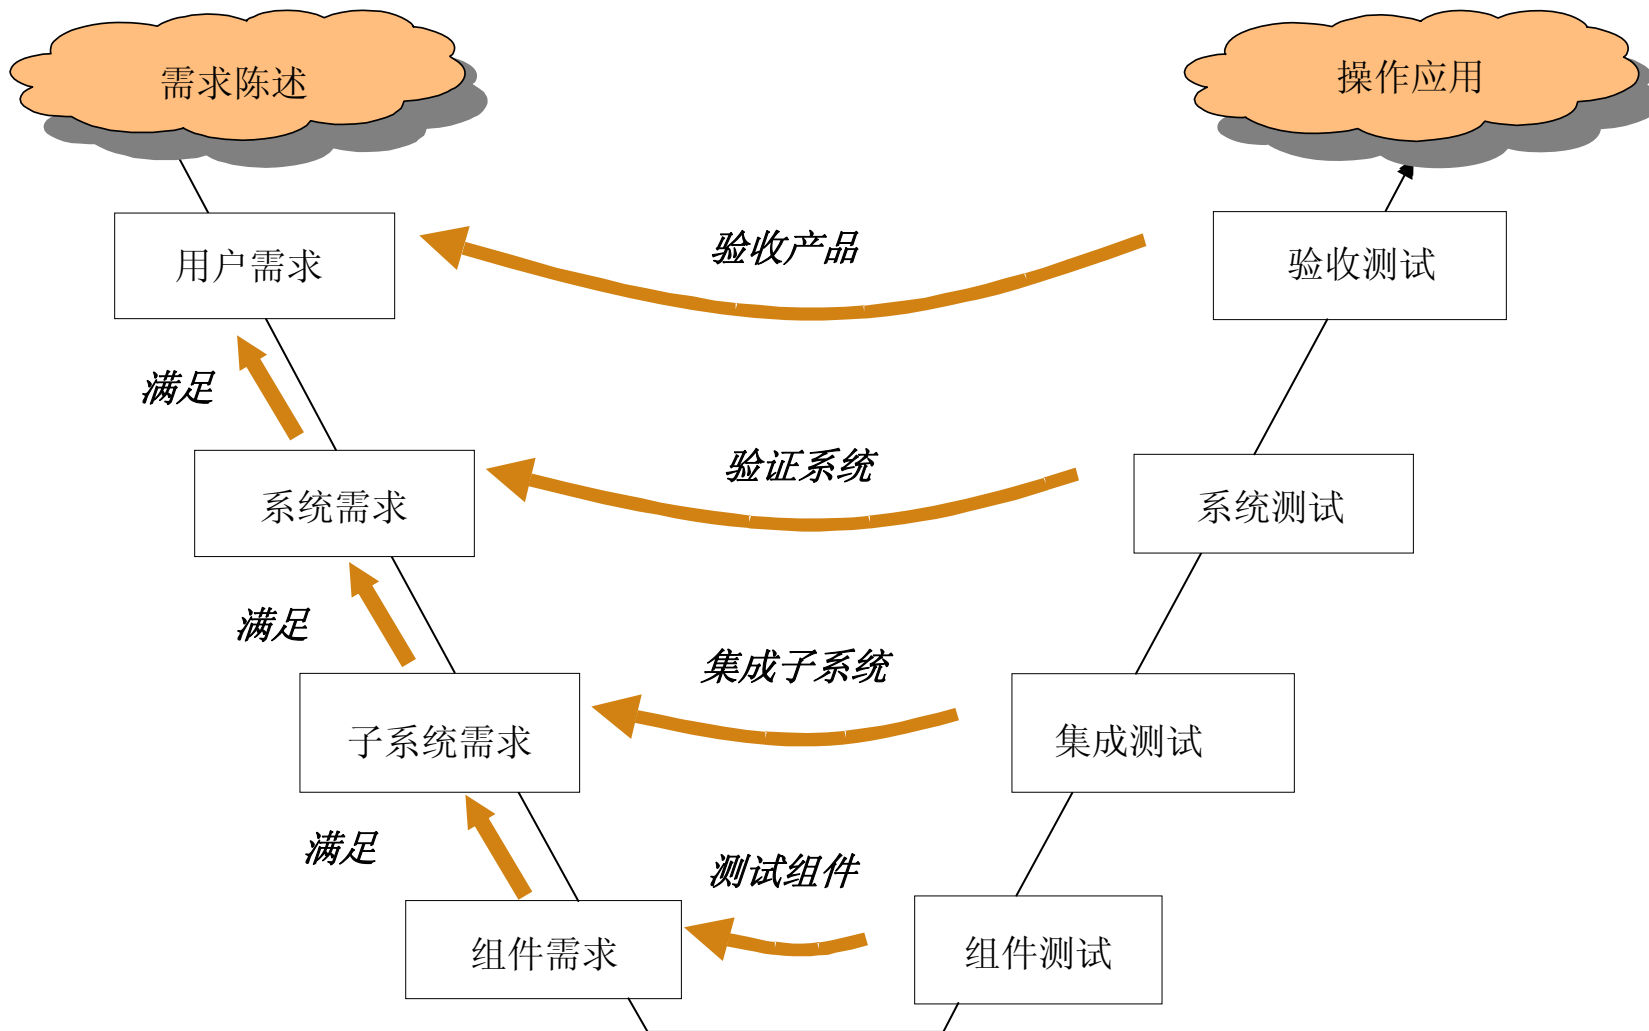 需求陈述
操作应用
用户需求
验收产品
验收测试
满足
验证系统
系统需求
系统测试
满足
集成子系统
子系统需求
集成测试
满足
测试组件
组件需求
组件测试